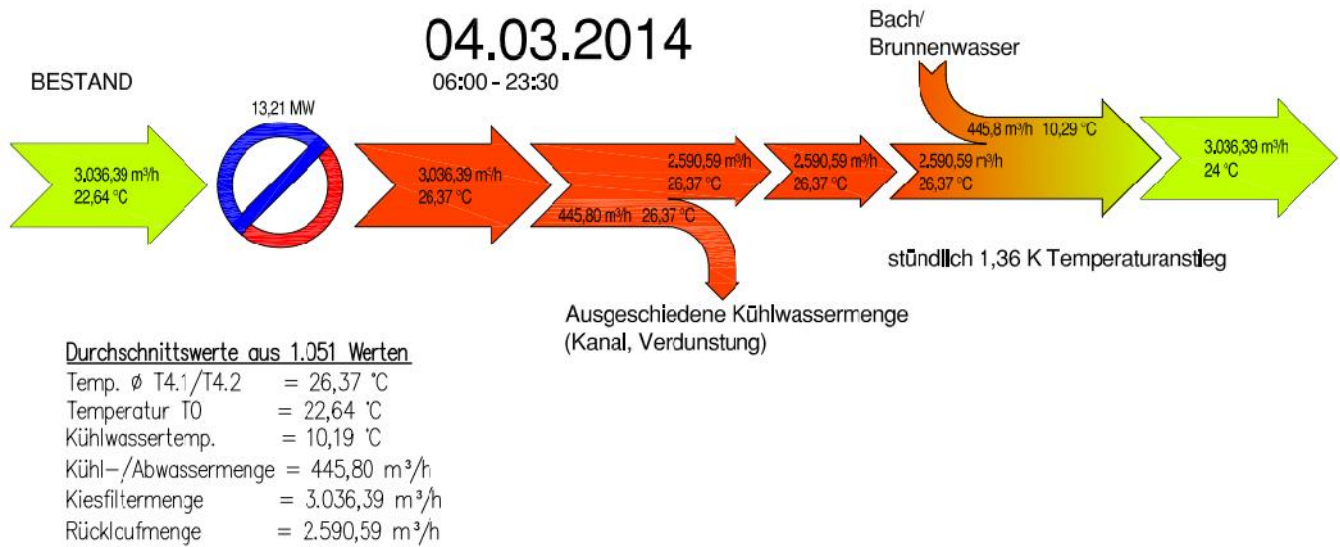 04.03.2014
06:00 - 23:30
BESTAND
Bach/
Brunnenwasser
13,21 MW
3.036,39 m³/h
22,64 °C
3.036,39 m³/h
26,37 °C
2.590,59 m³/h
26,37 °C
445,80 m³/h 26,37 °C
2.590,59 m³/h
26,37 °C
445,8 m³/h 10,29 °C
2.590,59 m³/h
26,37 °C
3.036,39 m³/h
24 °C
stündlich 1,36 K Temperaturanstieg
Ausgeschiedene Kühlwassermenge
(Kanal, Verdunstung)
Durchschnittswerte aus 1.051 Werten
Temp. ø T4.1/T4.2 = 26,37 °C
Temperatur T0 = 22,64 °C
Kühlwassertemp. = 10,19 °C
Kühl-/Abwassermenge = 445,80 m³/h
Kiesfiltermenge = 3.036,39 m³/h
Rücklaufmenge = 2.590,59 m³/h